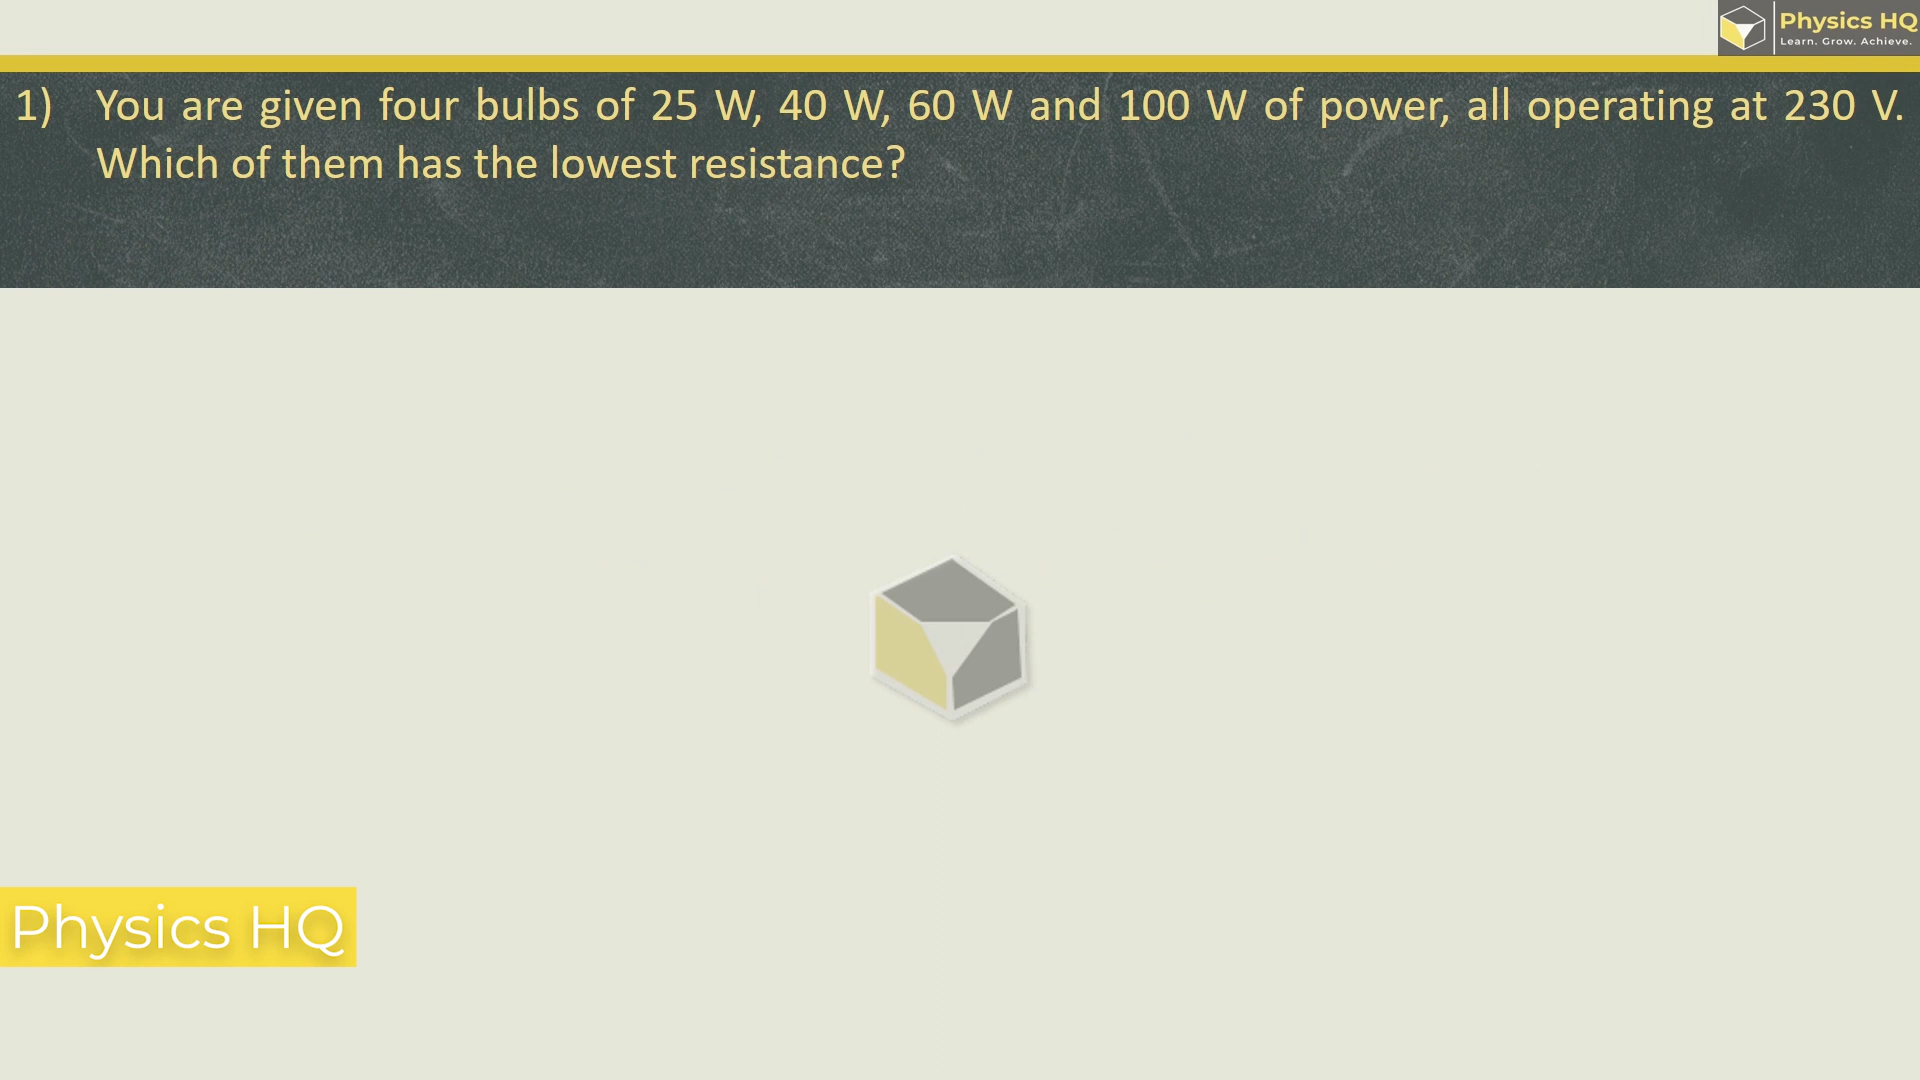 Physics HQ
Learn. Grow. Achieve.
1) You are given four bulbs of 25 W, 40 W, 60 W and 100 W of power, all operating at 230 V.
Which of them has the lowest resistance?
Physics HQ